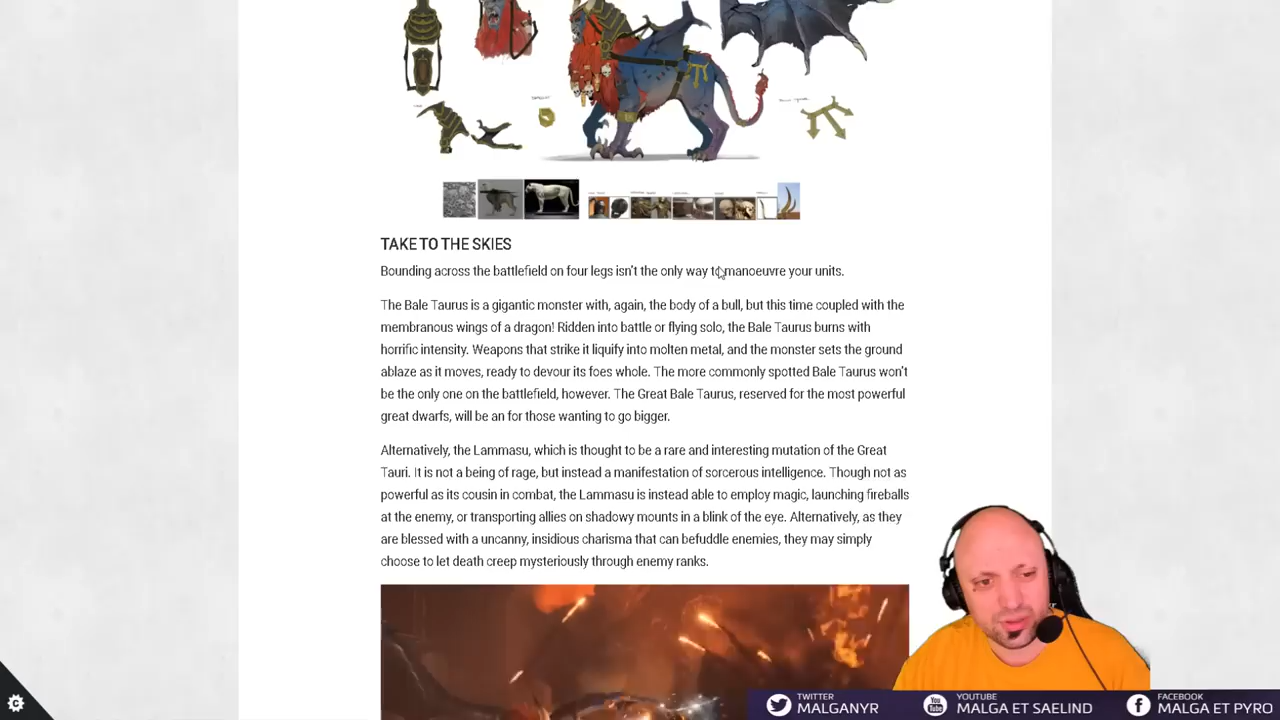 TAKE TO THE SKIES
Bounding across the battlefield on four legs isn't the only way to manoeuvre your units.
The Bale Taurus is a gigantic monster with, again, the body of a bull, but this time coupled with the
membranous wings of a dragon! Ridden into battle or flying solo, the Bale Taurus burns with
horrific intensity. Weapons that strike it liquify into molten metal, and the monster sets the ground
ablaze as it moves, ready to devour its foes whole. The more commonly spotted Bale Taurus won't
be the only one on the battlefield, however. The Great Bale Taurus, reserved for the most powerful
great dwarfs, will be an for those wanting to go bigger.
Alternatively, the Lammasu, which is thought to be a rare and interesting mutation of the Great
Tauri. It is not a being of rage, but instead a manifestation of sorcerous intelligence. Though not as
powerful as its cousin in combat, the Lammasu is instead able to employ magic, launching fireballs
at the enemy, or transporting allies on shadowy mounts in a blink of the eye. Alternatively, as they
are blessed with a uncanny, insidious charisma that can befuddle enemies, they may simply
choose to let death creep mysteriously through enemy ranks.
TWITTER
MALGANYR
YOUTUBE
MALGA ET SAELIND
FACEBOOK
MALGA ET PYRO